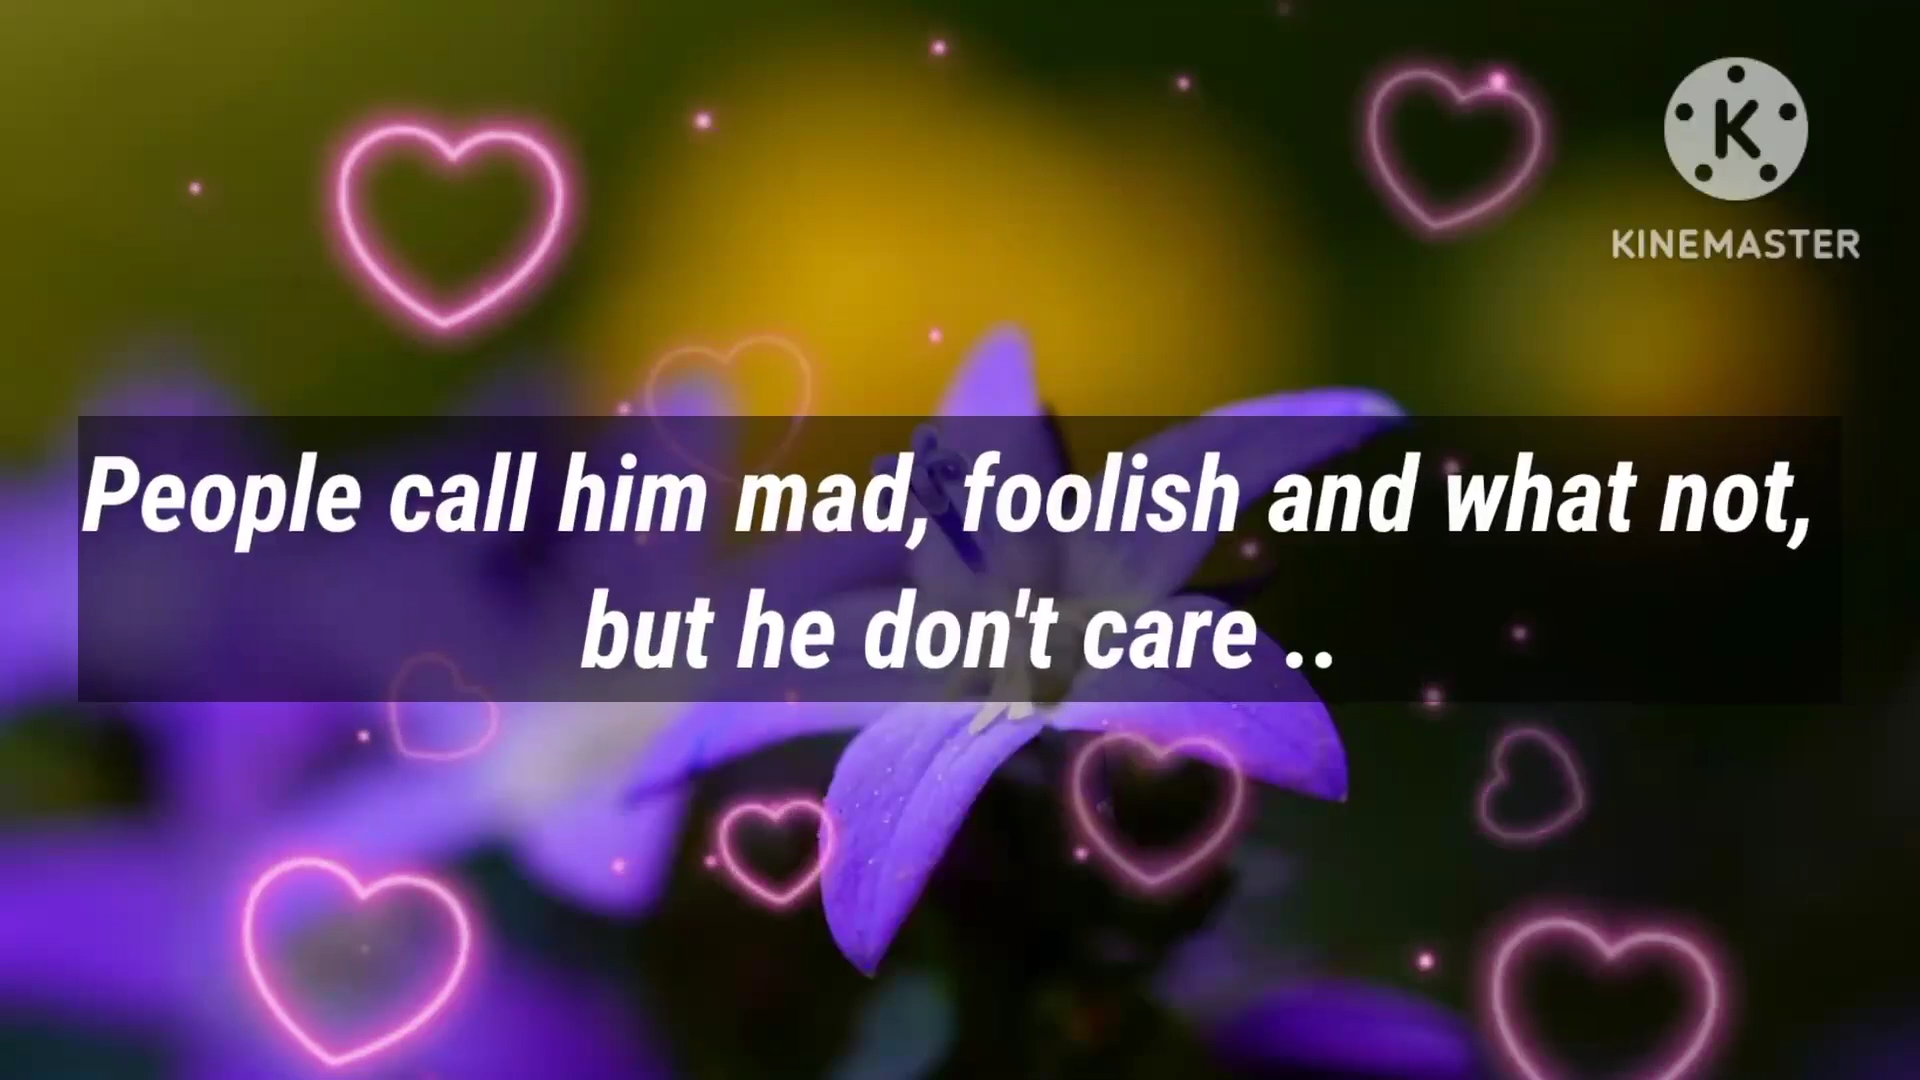 K
KINEMASTER
People call him mad, foolish and what not,
but he don't care ..